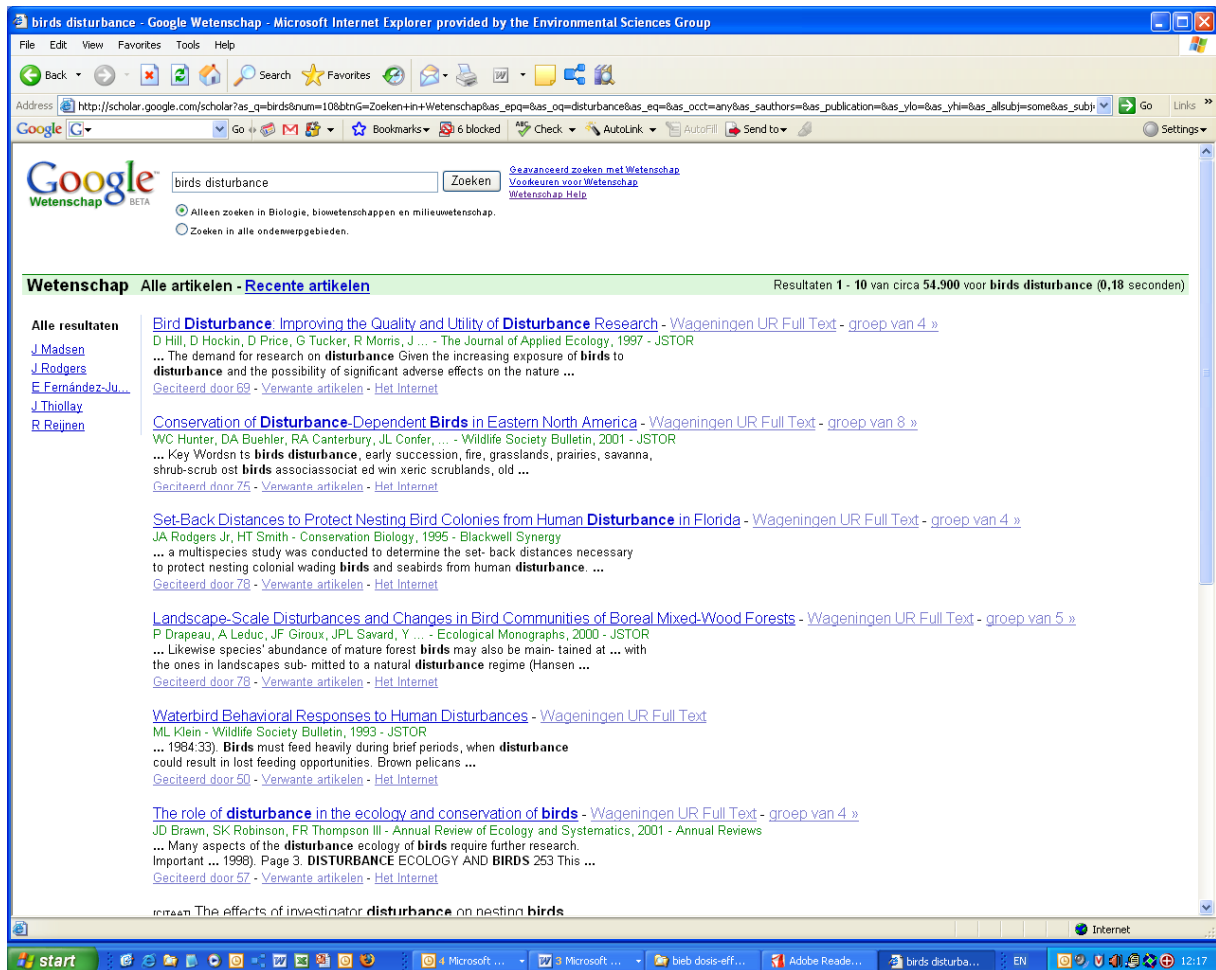 birds disturbance - Google Wetenschap - Microsoft Internet Explorer provided by the Environmental Sciences Group
File Edit View Favorites Tools Help
Back Search Favorites
Address http://scholar.google.com/scholar?as_q=birds&num=10&btnG=Zoeken+in+Wetenschap&as_epq=&as_oq=disturbance&as_eq=&as_occt=any&as_sauthors=&as_publication=&as_ylo=&as_yhi=&as_allsubj=some&as_subj Go Links »
Google G Go Bookmarks 6 blocked Check AutoLink AutoFill Send to Settings
Google Wetenschap BETA
birds disturbance Zoeken
Geavanceerd zoeken met Wetenschap
Voorkeuren voor Wetenschap
Wetenschap Help
Alleen zoeken in Biologie, biowetenschappen en milieuwetenschap.
Zoeken in alle onderwerpgebieden.
Wetenschap Alle artikelen - Recente artikelen Resultaten 1 - 10 van circa 54.900 voor birds disturbance (0,18 seconden)
Alle resultaten
J Madsen
J Rodgers
E Fernández-Ju...
J Thiollay
R Reijnen
Bird Disturbance: Improving the Quality and Utility of Disturbance Research - Wageningen UR Full Text - groep van 4 »
D Hill, D Hockin, D Price, G Tucker, R Morris, J ... - The Journal of Applied Ecology, 1997 - JSTOR
... The demand for research on disturbance Given the increasing exposure of birds to
disturbance and the possibility of significant adverse effects on the nature ...
Geciteerd door 69 - Verwante artikelen - Het Internet
Conservation of Disturbance-Dependent Birds in Eastern North America - Wageningen UR Full Text - groep van 8 »
WC Hunter, DA Buehler, RA Canterbury, JL Confer, ... - Wildlife Society Bulletin, 2001 - JSTOR
... Key Wordsn ts birds disturbance, early succession, fire, grasslands, prairies, savanna,
shrub-scrub ost birds associassociat ed win xeric scrublands, old ...
Geciteerd door 75 - Verwante artikelen - Het Internet
Set-Back Distances to Protect Nesting Bird Colonies from Human Disturbance in Florida - Wageningen UR Full Text - groep van 4 »
JA Rodgers Jr, HT Smith - Conservation Biology, 1995 - Blackwell Synergy
... a multispecies study was conducted to determine the set- back distances necessary
to protect nesting colonial wading birds and seabirds from human disturbance. ...
Geciteerd door 78 - Verwante artikelen - Het Internet
Landscape-Scale Disturbances and Changes in Bird Communities of Boreal Mixed-Wood Forests - Wageningen UR Full Text - groep van 5 »
P Drapeau, A Leduc, JF Giroux, JPL Savard, Y ... - Ecological Monographs, 2000 - JSTOR
... Likewise species' abundance of mature forest birds may also be main- tained at ... with
the ones in landscapes sub- mitted to a natural disturbance regime (Hansen ...
Geciteerd door 78 - Verwante artikelen - Het Internet
Waterbird Behavioral Responses to Human Disturbances - Wageningen UR Full Text
ML Klein - Wildlife Society Bulletin, 1993 - JSTOR
... 1984:33). Birds must feed heavily during brief periods, when disturbance
could result in lost feeding opportunities. Brown pelicans ...
Geciteerd door 50 - Verwante artikelen - Het Internet
The role of disturbance in the ecology and conservation of birds - Wageningen UR Full Text - groep van 4 »
JD Brawn, SK Robinson, FR Thompson III - Annual Review of Ecology and Systematics, 2001 - Annual Reviews
... Many aspects of the disturbance ecology of birds require further research.
Important ... 1998). Page 3. DISTURBANCE ECOLOGY AND BIRDS 253 This ...
Geciteerd door 57 - Verwante artikelen - Het Internet
[CITAAT] The effects of investigator disturbance on nesting birds
Internet
start 4 Microsoft ... 3 Microsoft ... bieb dosis-eff... Adobe Reade... birds disturba... EN 12:17